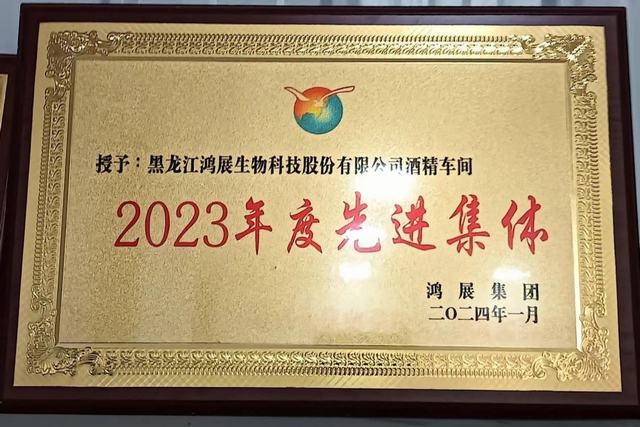 授予：黑龙江鸿展生物科技股份有限公司酒精车间
2023年度先进集体
鸿展集团
二〇二四年一月